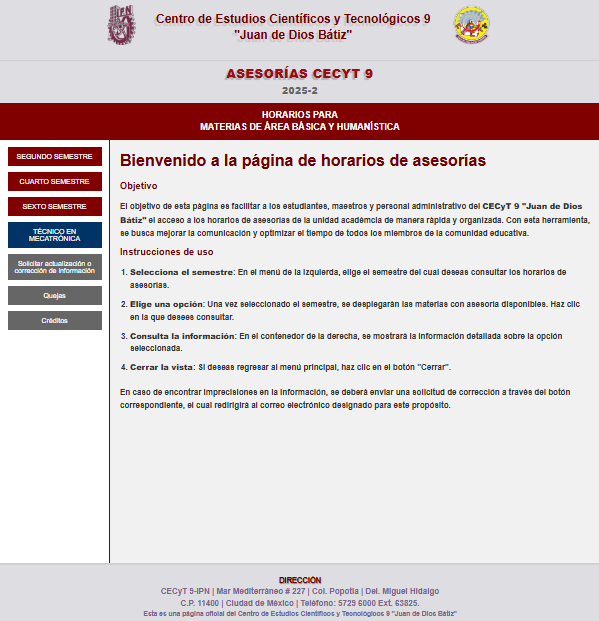 IPN
Centro de Estudios Científicos y Tecnológicos 9
"Juan de Dios Bátiz"
ASESORÍAS CECYT 9
2025-2
HORARIOS PARA
MATERIAS DE ÁREA BÁSICA Y HUMANÍSTICA
SEGUNDO SEMESTRE
CUARTO SEMESTRE
SEXTO SEMESTRE
TÉCNICO EN
MECATRÓNICA
Solicitar actualización o
corrección de información
Quejas
Créditos
Bienvenido a la página de horarios de asesorías
Objetivo
El objetivo de esta página es facilitar a los estudiantes, maestros y personal administrativo del CECyT 9 "Juan de Dios
Bátiz" el acceso a los horarios de asesorías de la unidad académcia de manera rápida y organizada. Con esta herramienta,
se busca mejorar la comunicación y optimizar el tiempo de todos los miembros de la comunidad educativa.
Instrucciones de uso
1. Selecciona el semestre: En el menú de la izquierda, elige el semestre del cual deseas consultar los horarios de
asesorías.
2. Elige una opción: Una vez seleccionado el semestre, se desplegarán las materias con asesoría disponibles. Haz clic
en la que desees consultar.
3. Consulta la información: En el contenedor de la derecha, se mostrará la información detallada sobre la opción
seleccionada.
4. Cerrar la vista: Si deseas regresar al menú principal, haz clic en el botón "Cerrar".
En caso de encontrar imprecisiones en la información, se deberá enviar una solicitud de corrección a través del botón
correspondiente, el cual redirigirá al correo electrónico designado para este propósito.
DIRECCIÓN
CECyT 9-IPN | Mar Mediterráneo # 227 | Col. Popotla | Del. Miguel Hidalgo
C.P. 11400 | Ciudad de México | Teléfono: 5729 6000 Ext. 63825.
Esta es una página oficial del Centro de Estudios Científicos y Tecnológicos 9 "Juan de Dios Bátiz"